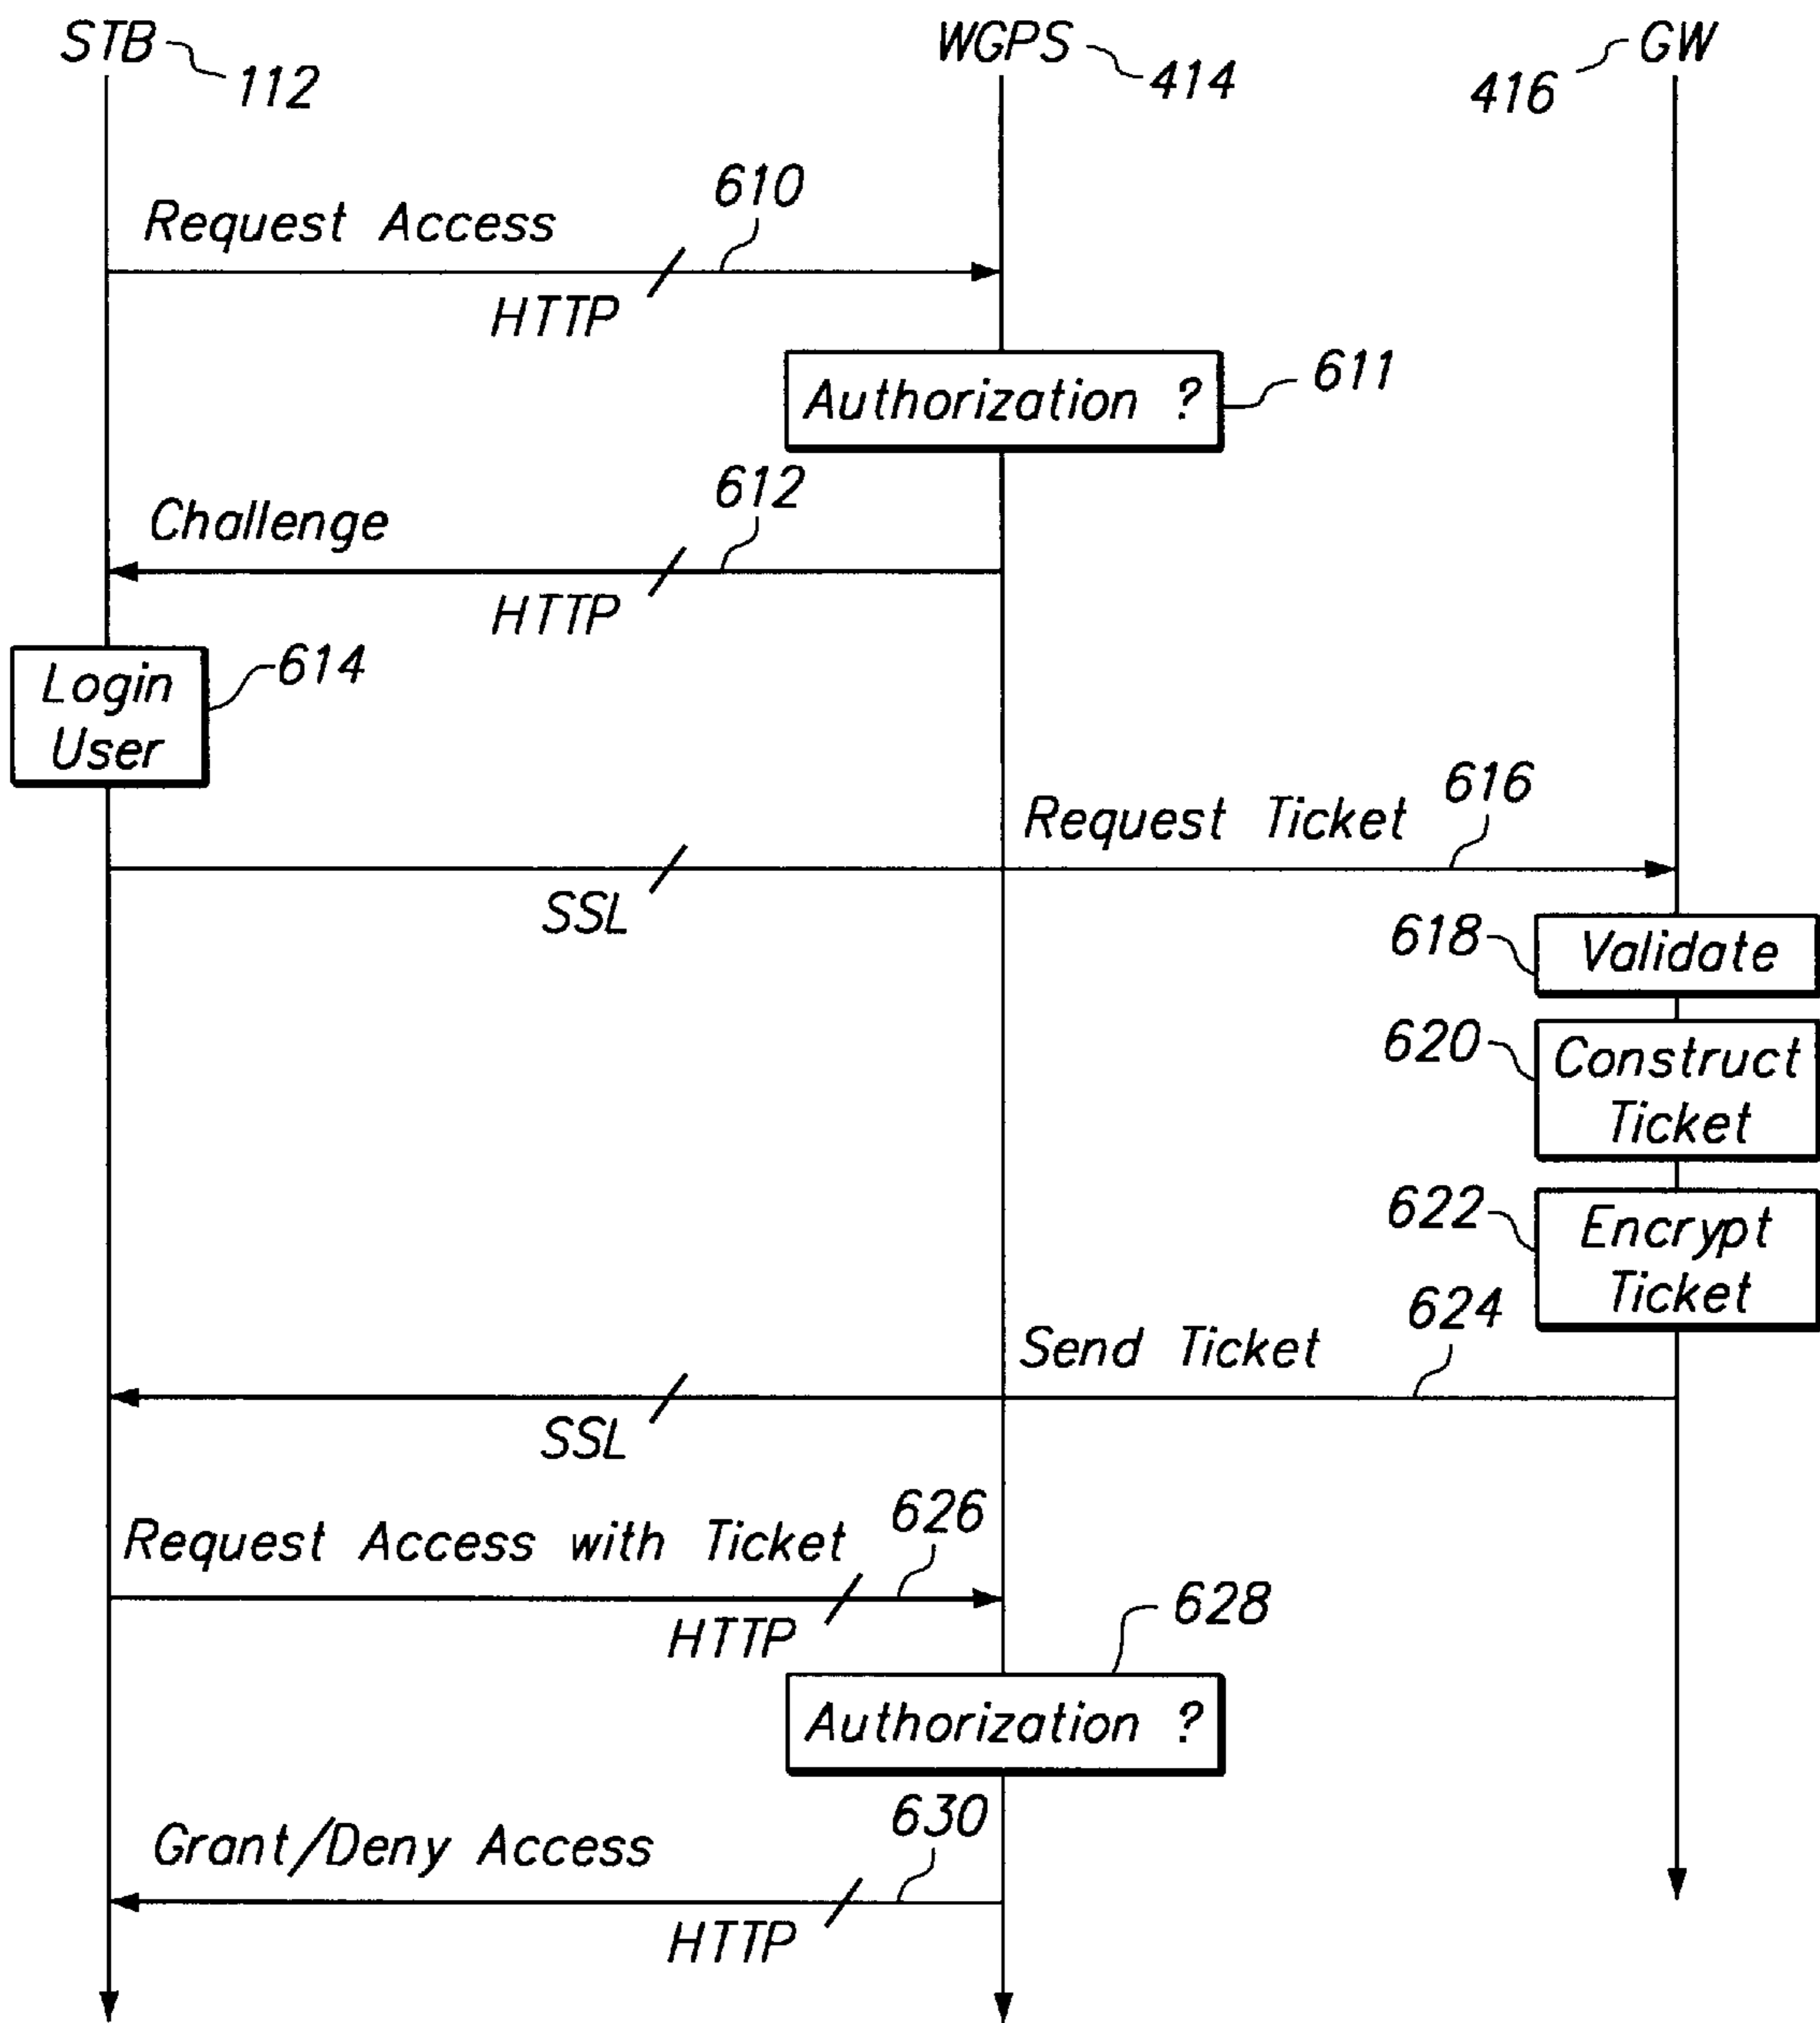 STB
112
WGPS
414
GW
416
610
Request Access
HTTP
Authorization ?
611
612
Challenge
HTTP
Login
User
614
616
Request Ticket
SSL
618
Validate
620
Construct
Ticket
622
Encrypt
Ticket
624
Send Ticket
SSL
626
Request Access with Ticket
HTTP
628
Authorization ?
630
Grant/Deny Access
HTTP